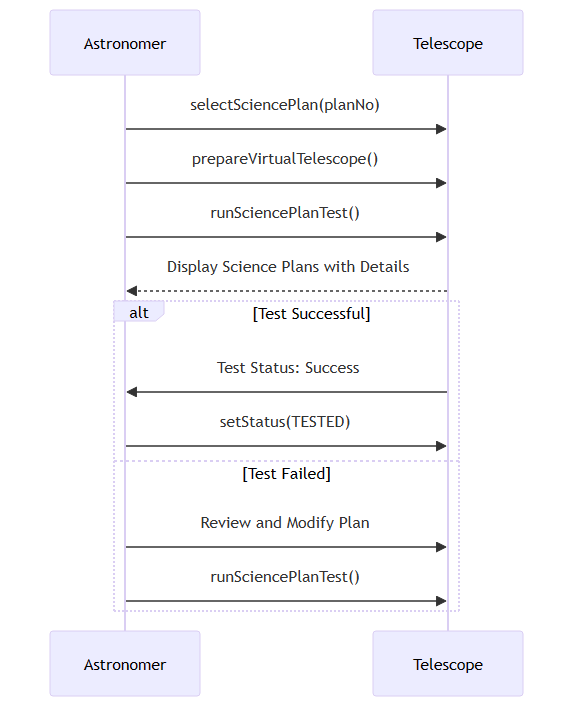 Astronomer
Telescope
selectSciencePlan(planNo)
prepareVirtualTelescope()
runSciencePlanTest()
Display Science Plans with Details
alt
[Test Successful]
Test Status: Success
setStatus(TESTED)
[Test Failed]
Review and Modify Plan
runSciencePlanTest()
Astronomer
Telescope